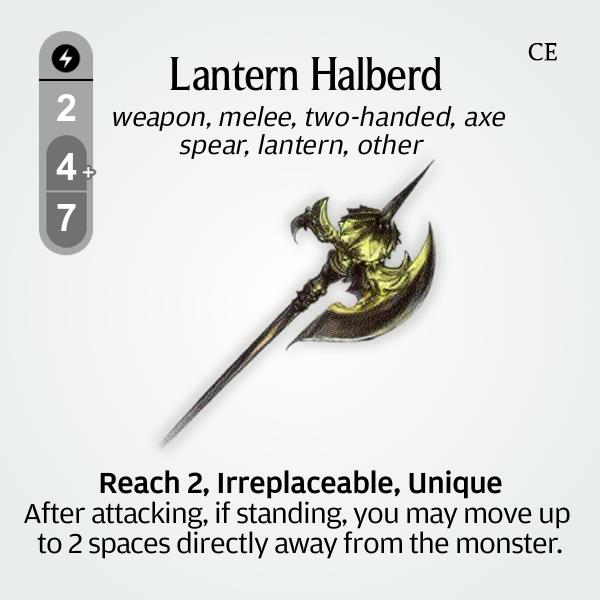 CE
Lantern Halberd
weapon, melee, two-handed, axe
spear, lantern, other
2
4+
7
Reach 2, Irreplaceable, Unique
After attacking, if standing, you may move up
to 2 spaces directly away from the monster.